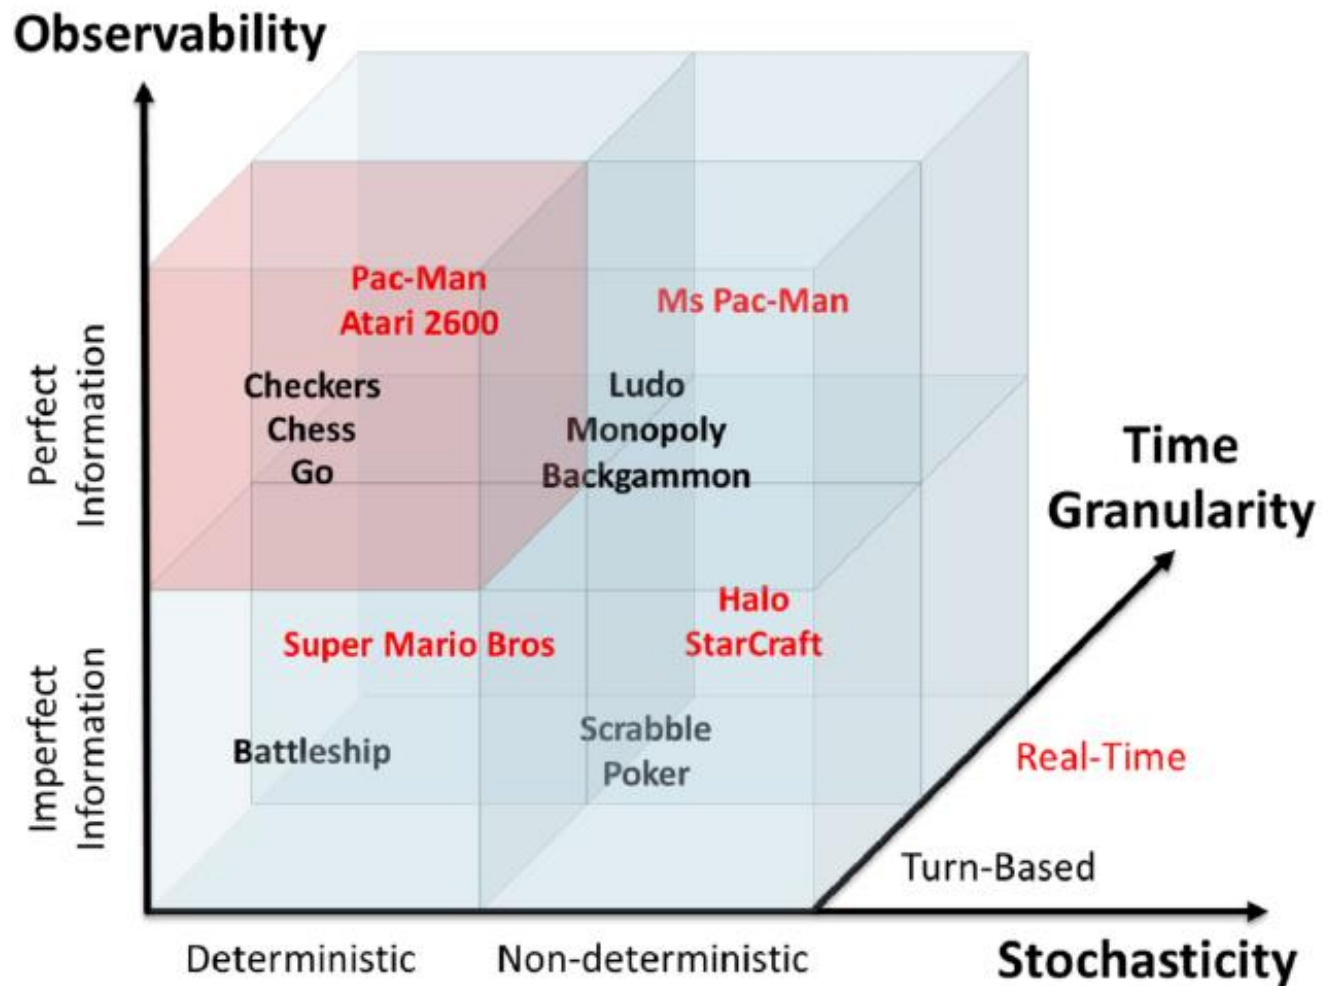 Observability
Perfect
Information
Imperfect
Information
Pac-Man
Atari 2600
Ms Pac-Man
Checkers
Chess
Go
Ludo
Monopoly
Backgammon
Time
Granularity
Halo
StarCraft
Super Mario Bros
Battleship
Scrabble
Poker
Real-Time
Turn-Based
Deterministic
Non-deterministic
Stochasticity